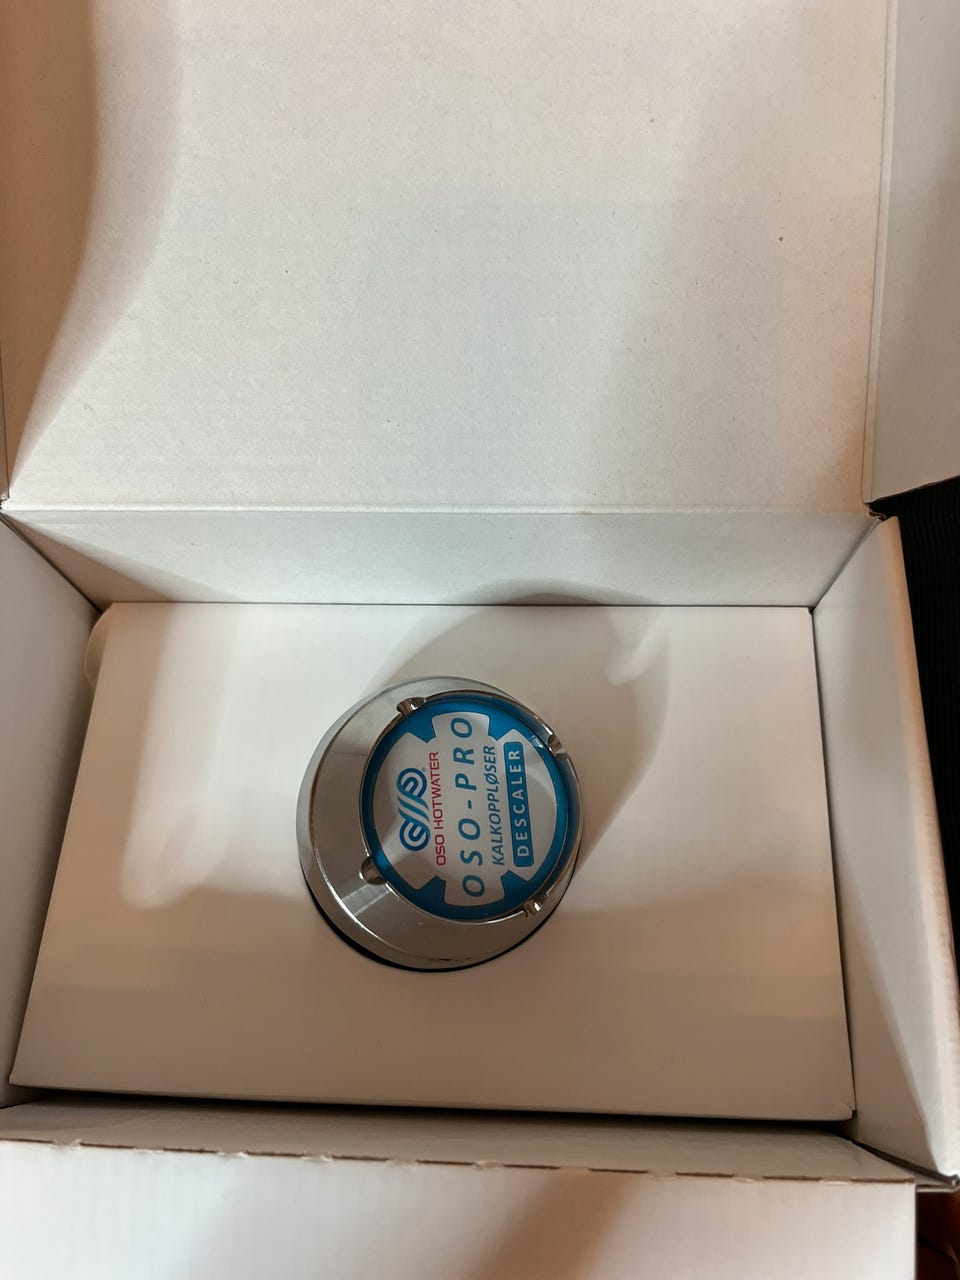 OSO HOTWATER
OSO-PRO
KALKOPPLØSER
DESCALER